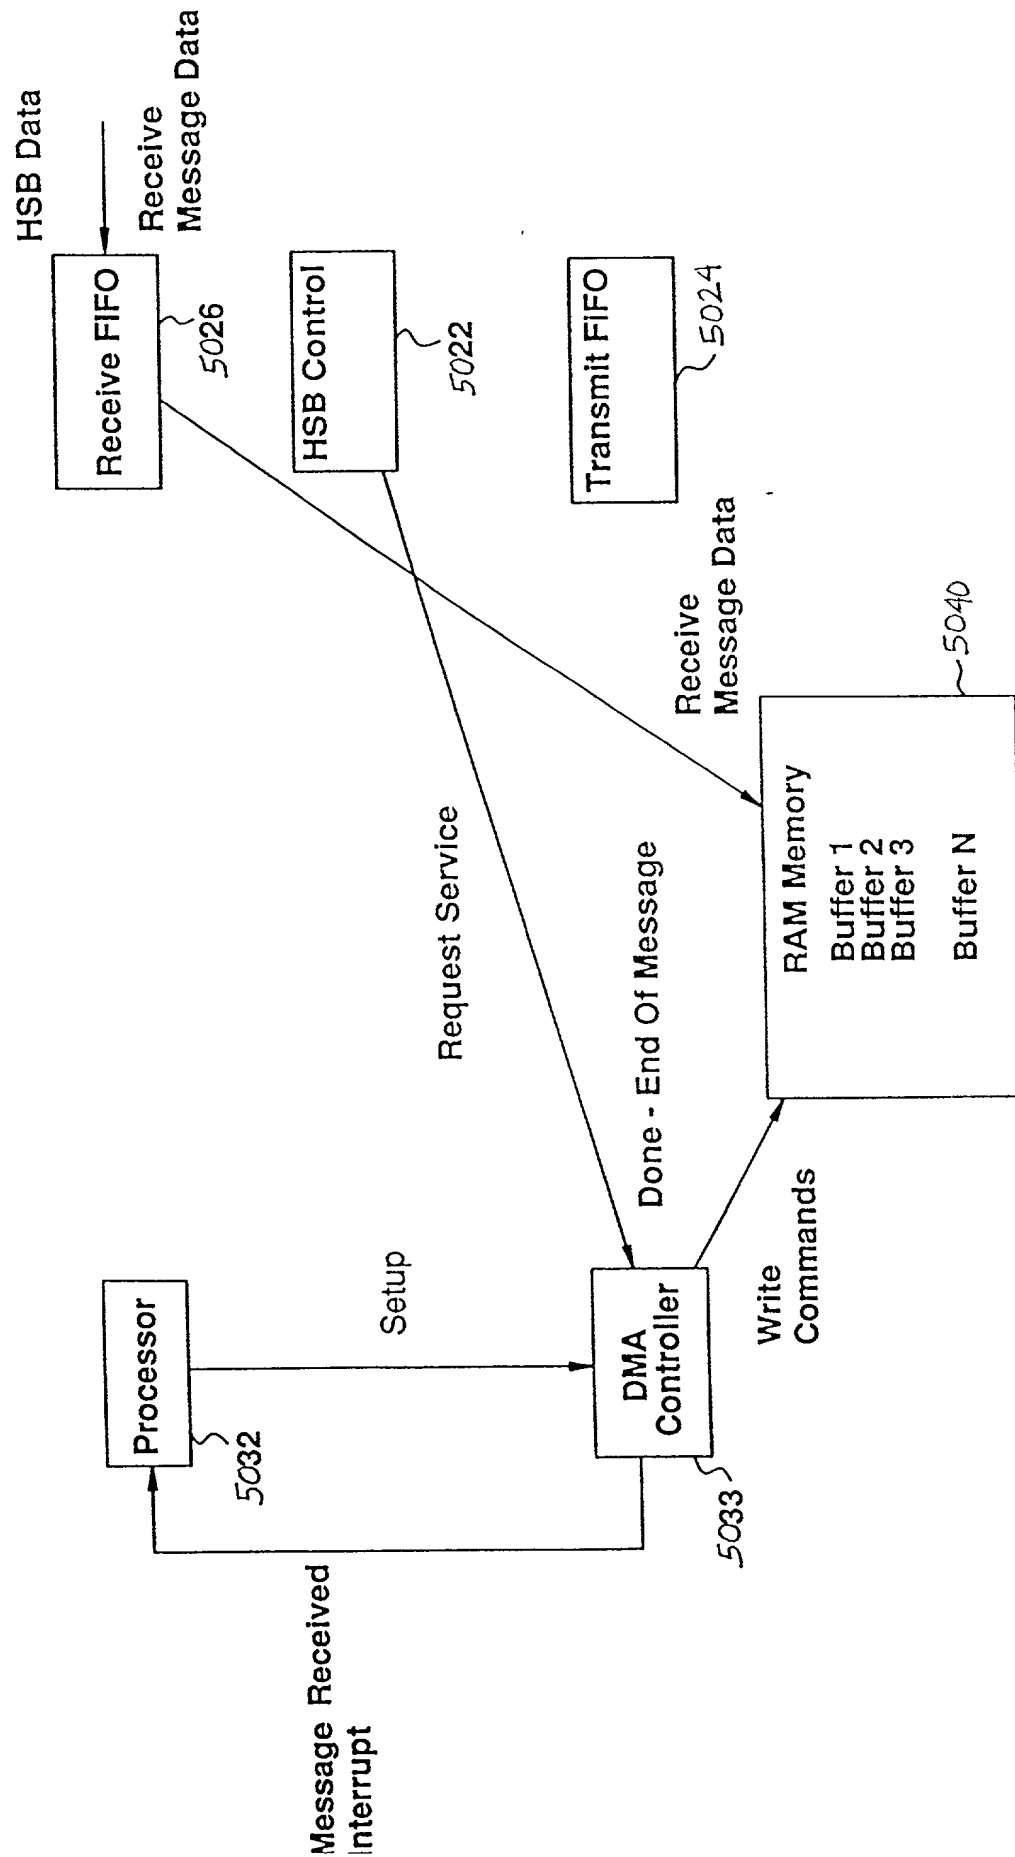 Message Received
Interrupt
Processor
5032
Setup
DMA
Controller
5033
Write
Commands
Request Service
Done - End Of Message
RAM Memory
Buffer 1
Buffer 2
Buffer 3
Buffer N
5040
Receive
Message Data
HSB Data
Receive FIFO
5026
Receive
Message Data
HSB Control
5022
Transmit FIFO
5024